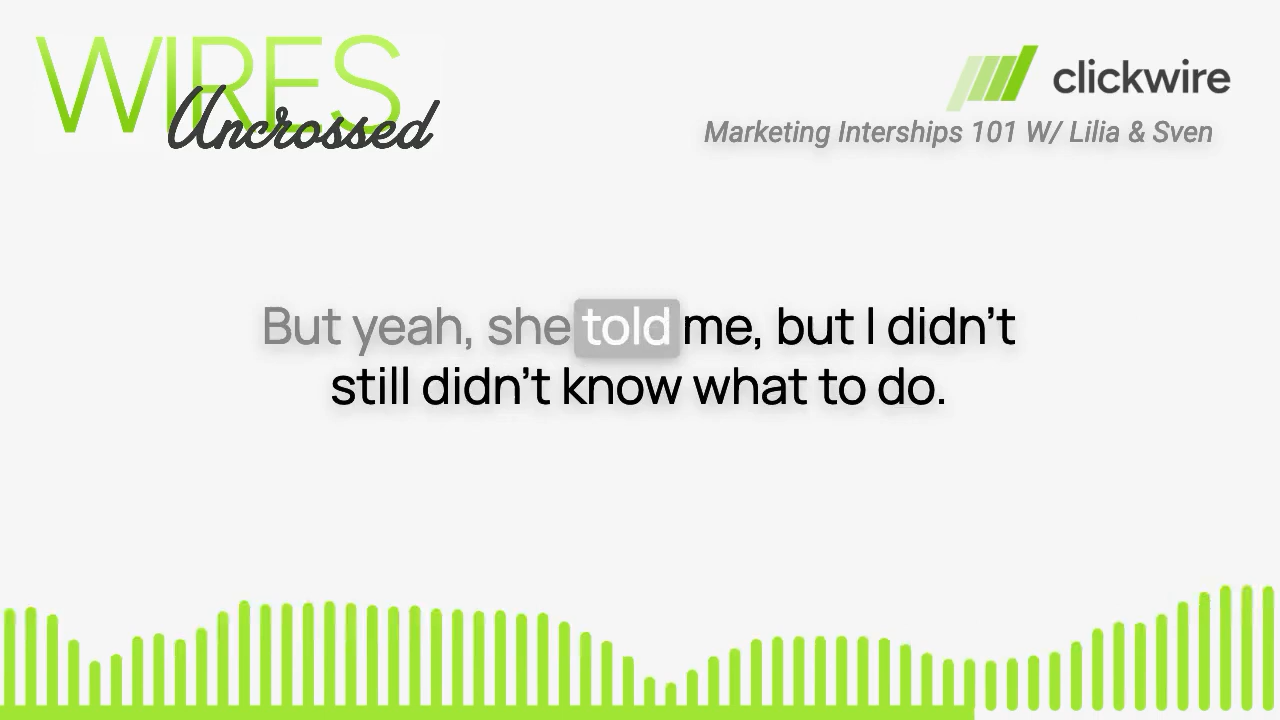 WIRES
Uncrossed
clickwire
Marketing Interships 101 W/ Lilia & Sven
But yeah, she told me, but I didn't
still didn't know what to do.